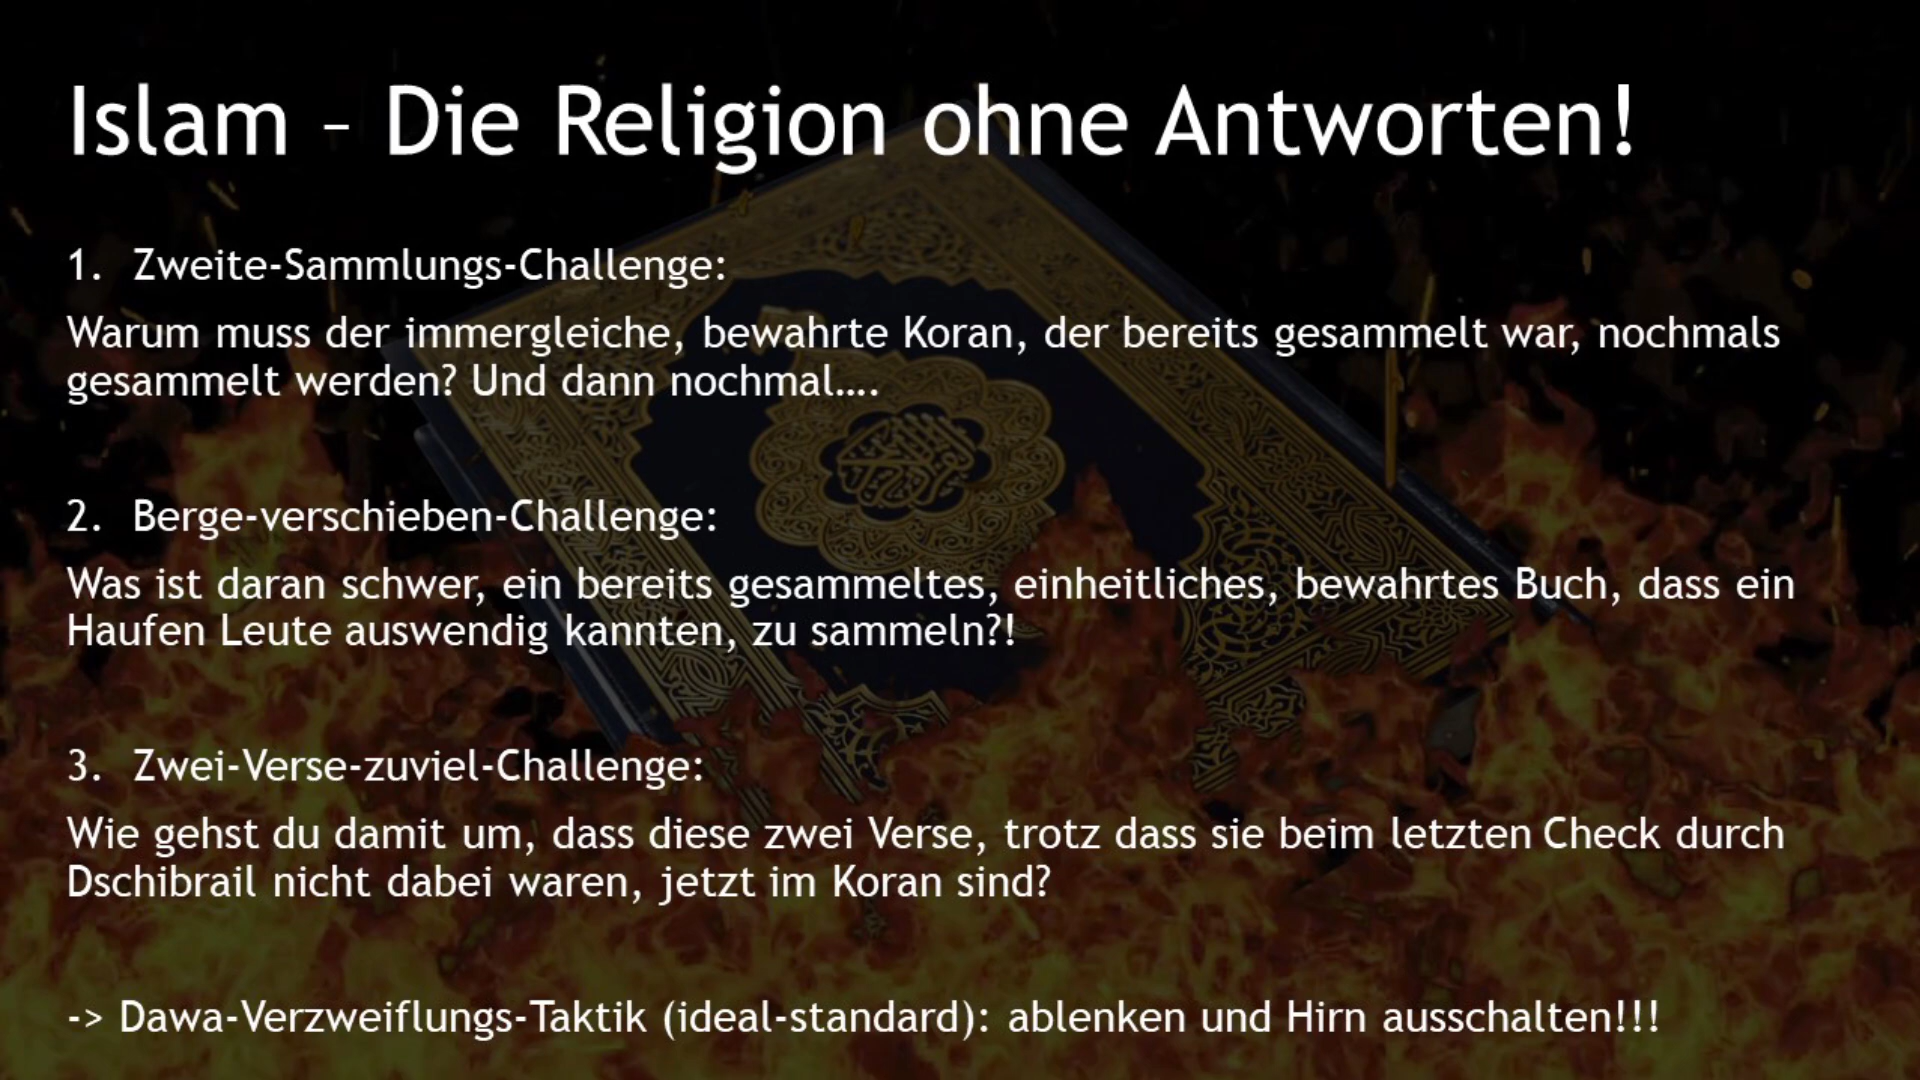 Islam – Die Religion ohne Antworten!
1. Zweite-Sammlungs-Challenge:
Warum muss der immergleiche, bewahrte Koran, der bereits gesammelt war, nochmals
gesammelt werden? Und dann nochmal....
2. Berge-verschieben-Challenge:
Was ist daran schwer, ein bereits gesammeltes, einheitliches, bewahrtes Buch, dass ein
Haufen Leute auswendig kannten, zu sammeln?!
3. Zwei-Verse-zuviel-Challenge:
Wie gehst du damit um, dass diese zwei Verse, trotz dass sie beim letzten Check durch
Dschibrail nicht dabei waren, jetzt im Koran sind?
-> Dawa-Verzweiflungs-Taktik (ideal-standard): ablenken und Hirn ausschalten!!!